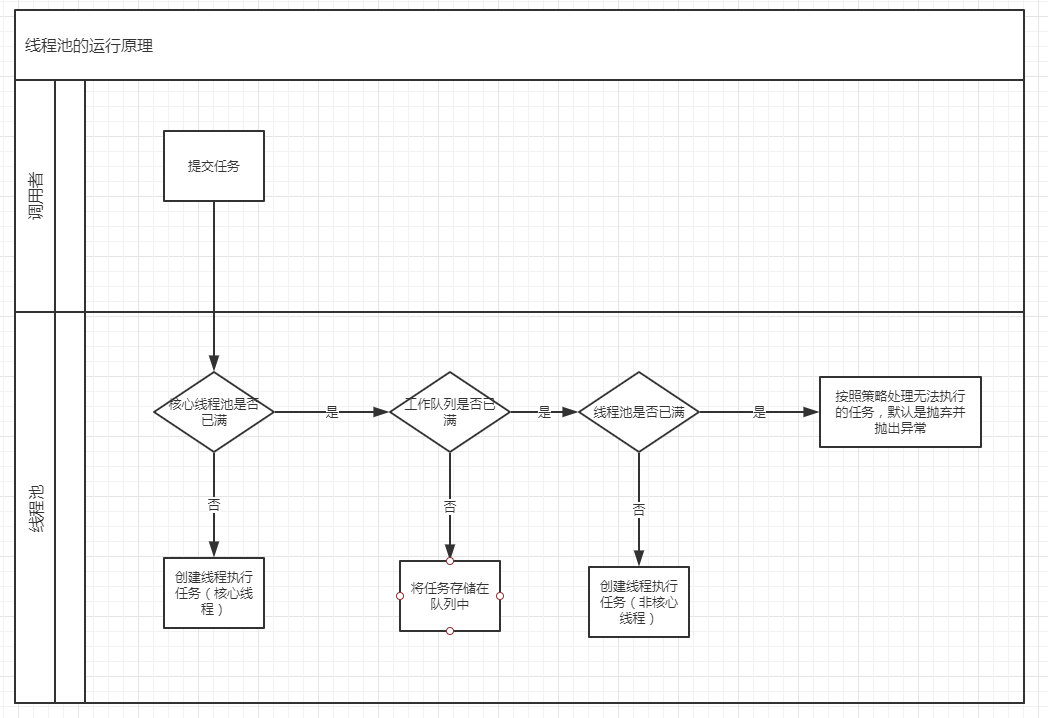 线程池的运行原理
调用者
提交任务
线程池
核心线程池是否
已满
是
工作队列是否已
满
是
线程池是否已满
是
按照策略处理无法执行
的任务，默认是抛弃并
抛出异常
否
否
否
创建线程执行
任务（核心线
程）
将任务存储在
队列中
创建线程执行
任务（非核心
线程）